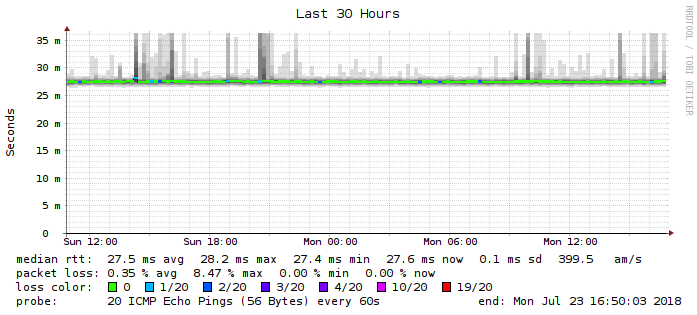 Last 30 Hours
RRDTOOL / TOBI OETIKER
Seconds
35 m
30 m
25 m
20 m
15 m
10 m
5 m
0
Sun 12:00 Sun 18:00 Mon 00:00 Mon 06:00 Mon 12:00
median rtt: 27.5 ms avg 28.2 ms max 27.4 ms min 27.6 ms now 0.1 ms sd 399.5 am/s
packet loss: 0.35 % avg 8.47 % max 0.00 % min 0.00 % now
loss color: 0 1/20 2/20 3/20 4/20 10/20 19/20
probe: 20 ICMP Echo Pings (56 Bytes) every 60s end: Mon Jul 23 16:50:03 2018